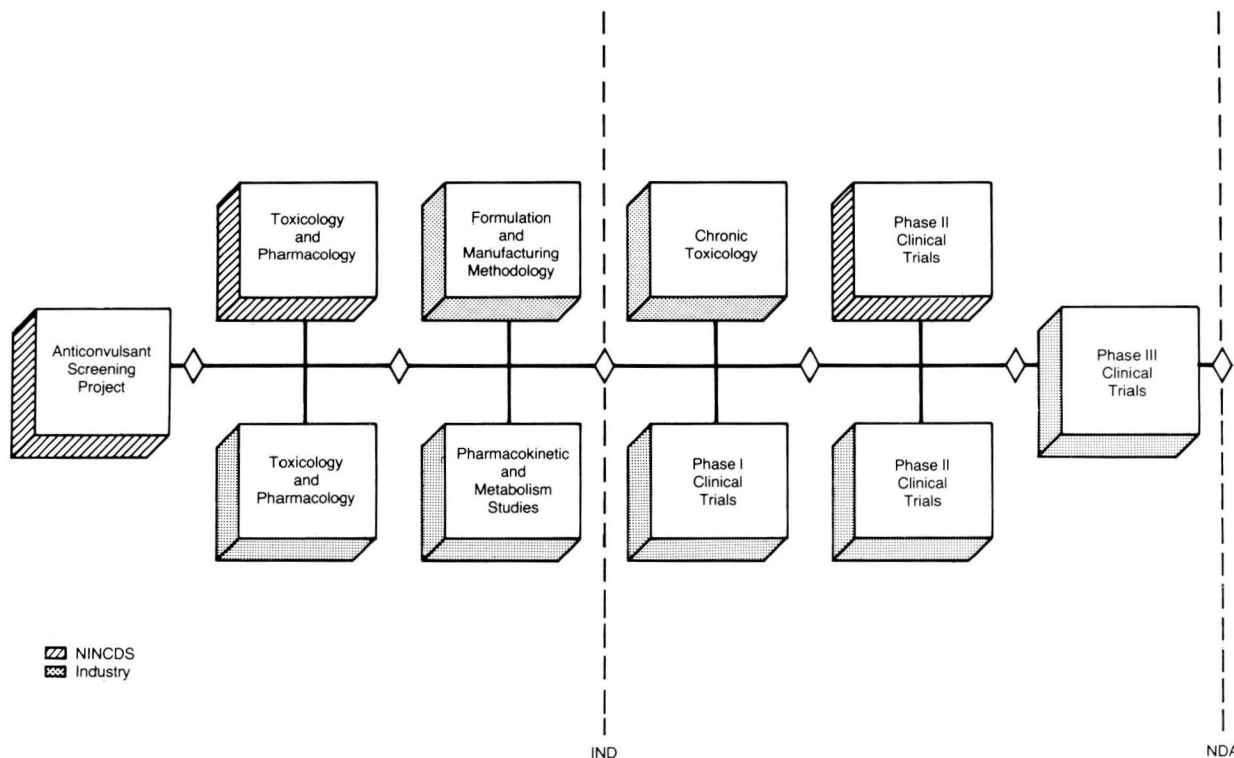 Toxicology
and
Pharmacology
Formulation
and
Manufacturing
Methodology
Chronic
Toxicology
Phase II
Clinical
Trials
Anticonvulsant
Screening
Project
Phase III
Clinical
Trials
Toxicology
and
Pharmacology
Pharmacokinetic
and
Metabolism
Studies
Phase I
Clinical
Trials
Phase II
Clinical
Trials
NINCDS
Industry
IND
NDA